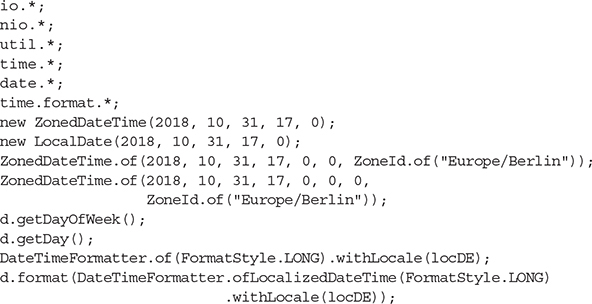 io.*;
nio.*;
util.*;
time.*;
date.*;
time.format.*;
new ZonedDateTime(2018, 10, 31, 17, 0);
new LocalDate(2018, 10, 31, 17, 0);
ZonedDateTime.of(2018, 10, 31, 17, 0, 0, ZoneId.of("Europe/Berlin"));
ZonedDateTime.of(2018, 10, 31, 17, 0, 0, 0,
ZoneId.of("Europe/Berlin"));
d.getDayOfWeek();
d.getDay();
DateTimeFormatter.of(FormatStyle.LONG).withLocale(locDE);
d.format(DateTimeFormatter.ofLocalizedDateTime(FormatStyle.LONG)
.withLocale(locDE));